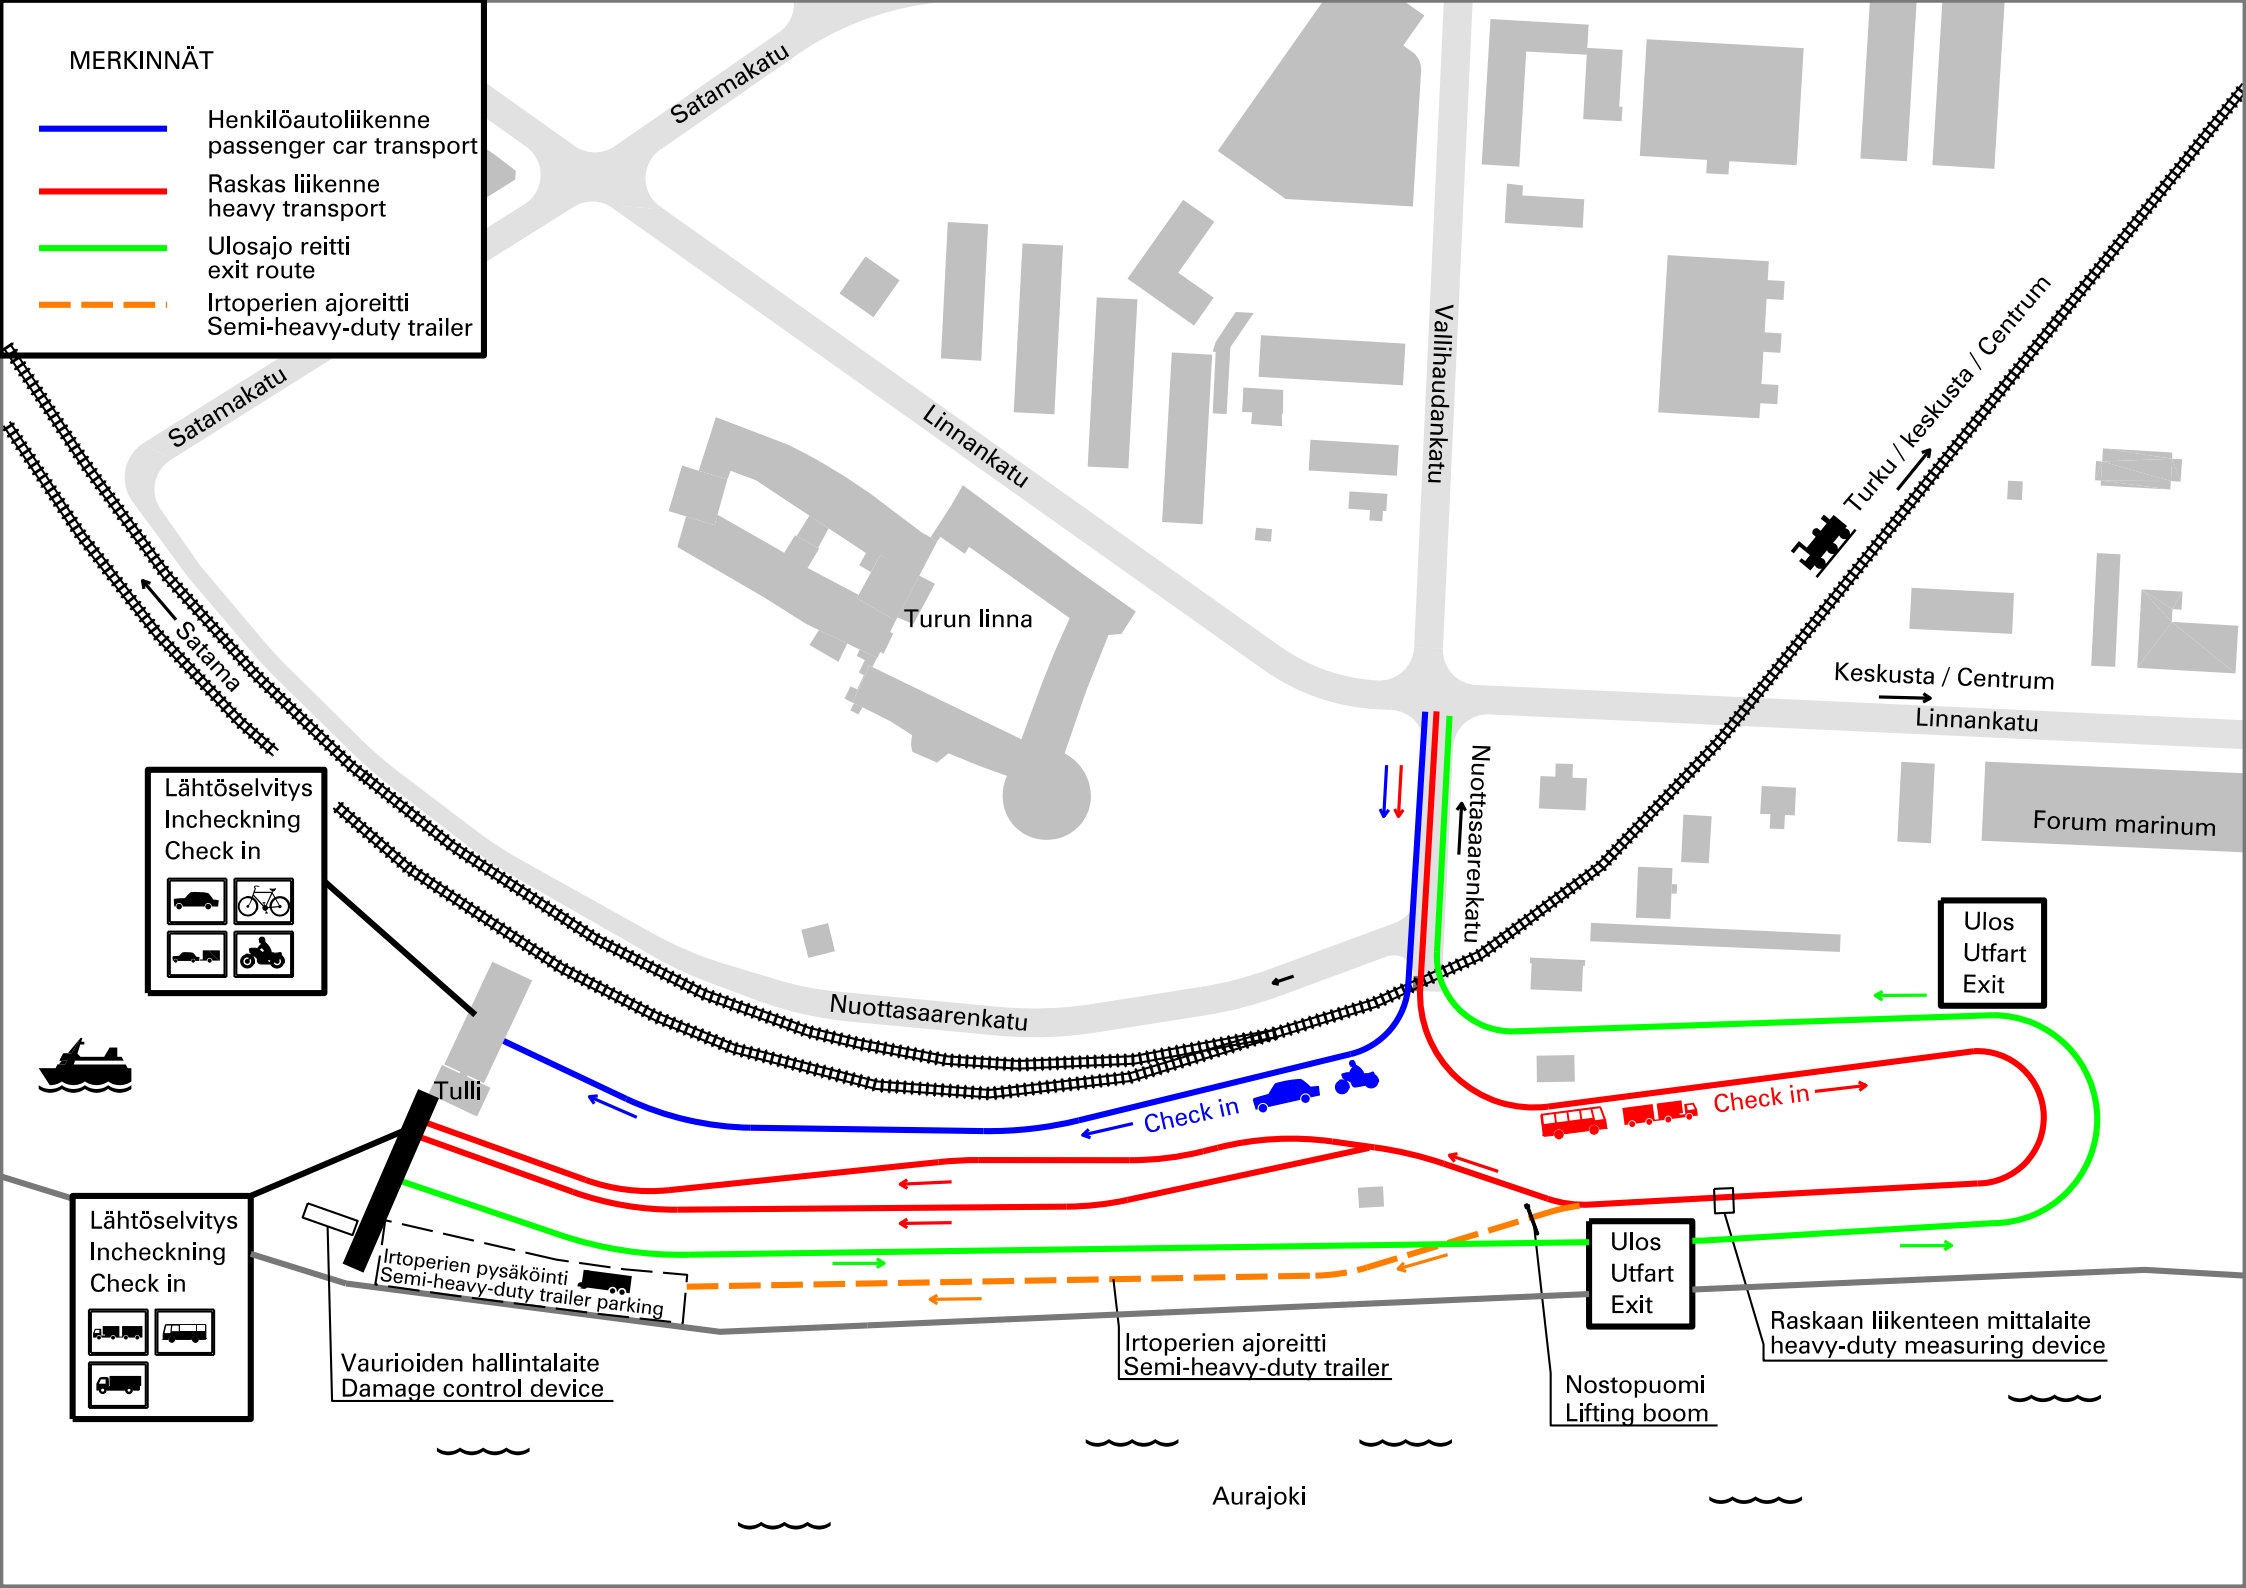 MERKINNÄT
Henkilöautoliikenne
passenger car transport
Raskas liikenne
heavy transport
Ulosajo reitti
exit route
Irtoperien ajoreitti
Semi-heavy-duty trailer
Satamakatu
Satamakatu
Linnankatu
Vallihaudankatu
Turku / keskusta / Centrum
Turun linna
Satama
Keskusta / Centrum
Linnankatu
Nuottasaarenkatu
Forum marinum
Lähtöselvitys
Incheckning
Check in
Ulos
Utfart
Exit
Nuottasaarenkatu
Tulli
Check in
Check in
Lähtöselvitys
Incheckning
Check in
Irtoperien pysäköinti
Semi-heavy-duty trailer parking
Ulos
Utfart
Exit
Vaurioiden hallintalaite
Damage control device
Irtoperien ajoreitti
Semi-heavy-duty trailer
Raskaan liikenteen mittalaite
heavy-duty measuring device
Nostopuomi
Lifting boom
Aurajoki